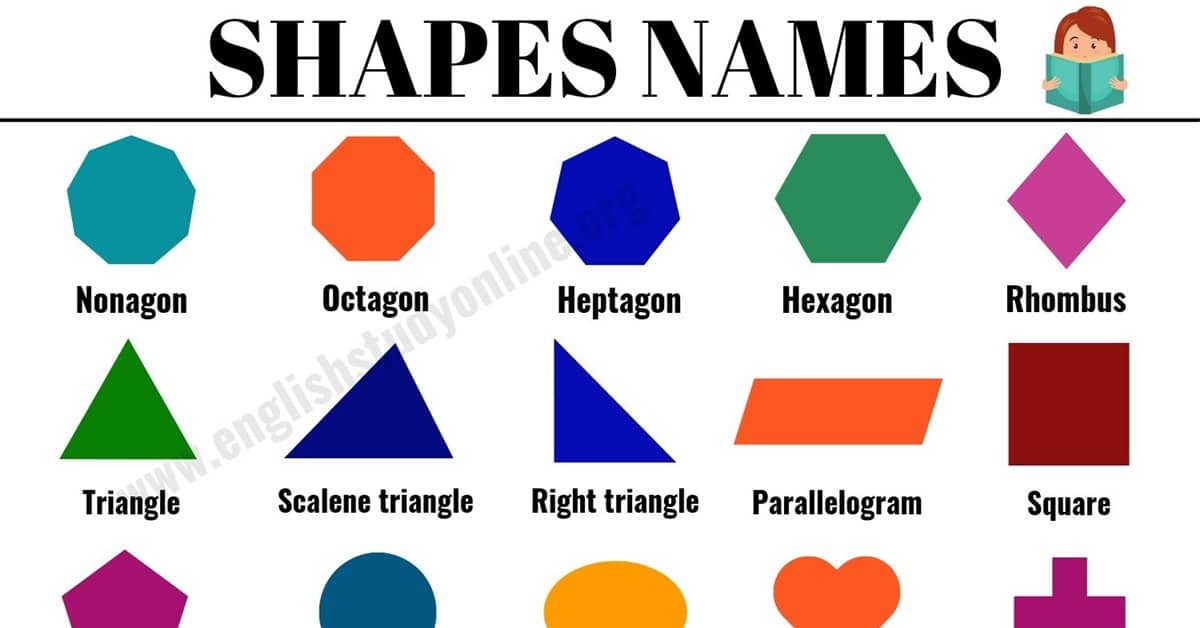 SHAPES NAMES
Nonagon
Octagon
Heptagon
Hexagon
Rhombus
www.englishstudyonline.org
Triangle
Scalene triangle
Right triangle
Parallelogram
Square